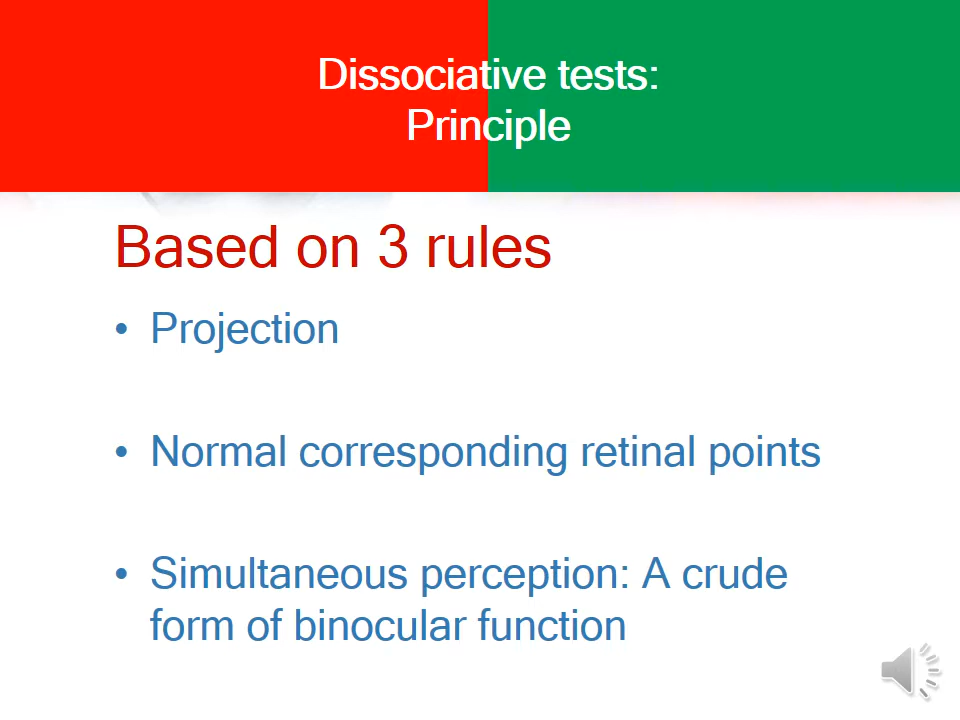 Dissociative tests:
Principle
Based on 3 rules
• Projection
• Normal corresponding retinal points
• Simultaneous perception: A crude
form of binocular function